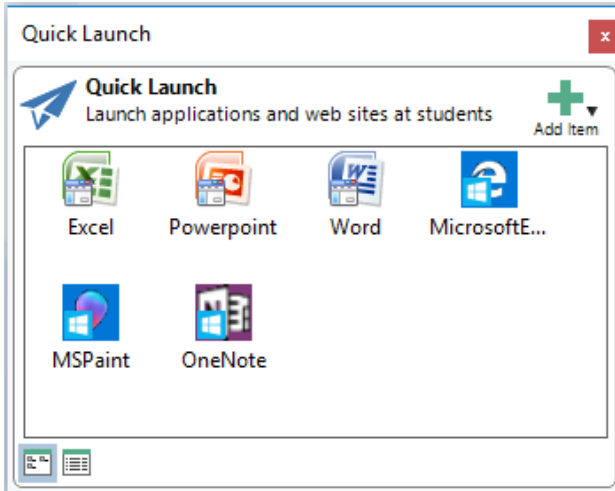 Quick Launch
x
Quick Launch
Launch applications and web sites at students
Add Item
Excel Powerpoint Word MicrosoftE...
MSPaint OneNote